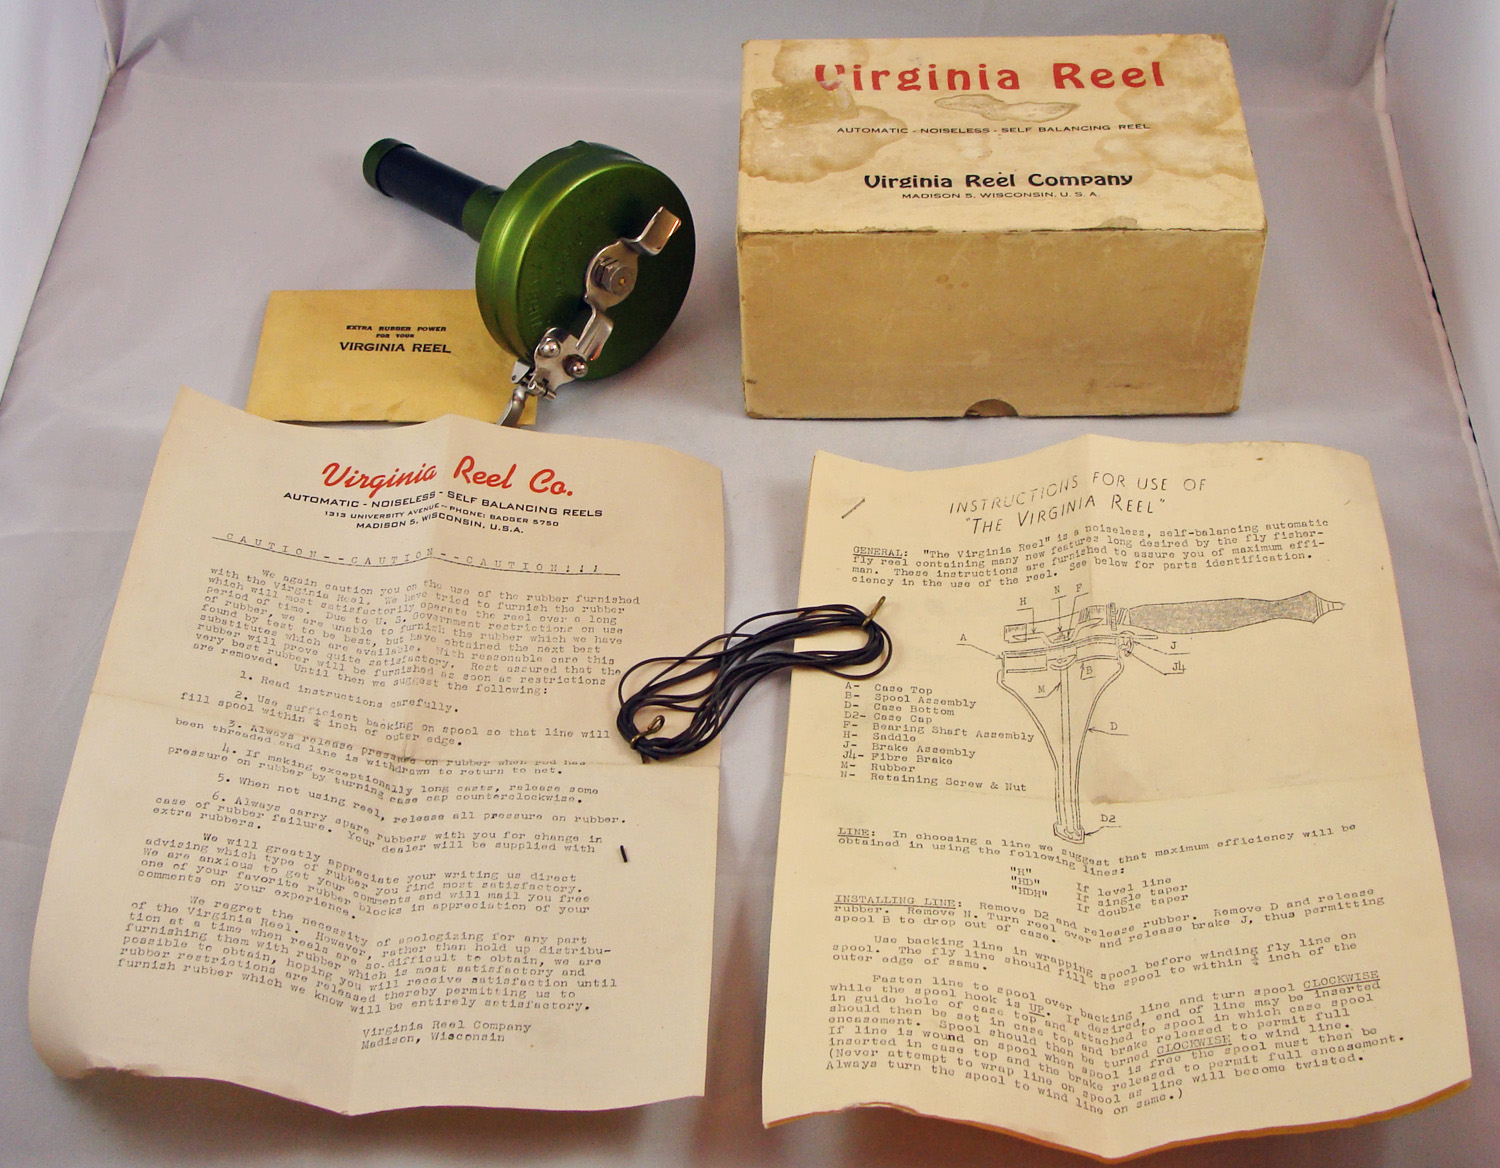 Virginia Reel
AUTOMATIC - NOISELESS - SELF BALANCING REEL
Virginia Reel Company
MADISON 5, WISCONSIN, U. S. A.
EXTRA RUBBER POWER
FOR YOUR
VIRGINIA REEL
Virginia Reel Co.
AUTOMATIC - NOISELESS - SELF BALANCING REELS
1313 UNIVERSITY AVENUE - PHONE: BADGER 5750
MADISON 5, WISCONSIN, U.S.A.
CAUTION--CAUTION--CAUTION!!!
We again caution you on the use of the rubber furnished
with the Virginia Reel. We have tried to furnish the rubber
which will most satisfactorily operate the reel over a long
period of time. Due to U. S. Government restrictions on use
of rubber, we are unable to furnish the rubber which we have
found by test to be best, but have obtained the next best
substitutes which are available. With reasonable care this
rubber will prove quite satisfactory. Rest assured that the
very best rubber will be furnished as soon as restrictions
are removed. Until then we suggest the following:
1. Read instructions carefully.
2. Use sufficient backing on spool so that line will
fill spool within ¼ inch of outer edge.
3. Always release pressure on rubber when rod has
been threaded and line is withdrawn to return to net.
4. If making exceptionally long casts, release some
pressure on rubber by turning case cap counterclockwise.
5. When not using reel, release all pressure on rubber.
6. Always carry spare rubbers with you for change in
case of rubber failure. Your dealer will be supplied with
extra rubbers.
We will greatly appreciate your writing us direct
advising which type of rubber you find most satisfactory.
We are anxious to get your comments and will mail you free
one of your favorite rubber blocks in appreciation of your
comments on your experience.
We regret the necessity of apologizing for any part
of the Virginia Reel. However, rather than hold up distribu-
tion at a time when reels are so difficult to obtain, we are
furnishing them with rubber which is most satisfactory and
possible to obtain, hoping you will receive satisfaction until
rubber restrictions are released thereby permitting us to
furnish rubber which we know will be entirely satisfactory.
Virginia Reel Company
Madison, Wisconsin
INSTRUCTIONS FOR USE OF
"THE VIRGINIA REEL"
GENERAL: "The Virginia Reel" is a noiseless, self-balancing automatic
fly reel containing many new features long desired by the fly fisher-
man. These instructions are furnished to assure you of maximum effi-
ciency in the use of the reel. See below for parts identification.
H N F
A
J
J4
B
M
D
D2
A- Case Top
B- Spool Assembly
D- Case Bottom
D2- Case Cap
F- Bearing Shaft Assembly
H- Saddle
J- Brake Assembly
J4- Fibre Brake
M- Rubber
N- Retaining Screw & Nut
LINE: In choosing a line we suggest that maximum efficiency will be
obtained in using the following lines:
"H" If level line
"HD" If single taper
"HDH" If double taper
INSTALLING LINE: Remove D2 and release rubber. Remove D and release
rubber. Remove N. Turn reel over and release brake J, thus permitting
spool B to drop out of case.
Use backing line in wrapping spool before winding fly line on
spool. The fly line should fill the spool to within ¼ inch of the
outer edge of same.
Fasten line to spool over backing line and turn spool CLOCKWISE
while the spool hook is UP. If desired, end of line may be inserted
in guide hole of case top and attached to spool in which case spool
should then be set in case top and brake released to permit full
encasement. Spool should then be turned CLOCKWISE to wind line.
If line is wound on spool when spool is free the spool must then be
inserted in case top and the brake released to permit full encasement.
(Never attempt to wrap line on spool as line will become twisted.
Always turn the spool to wind line on same.)